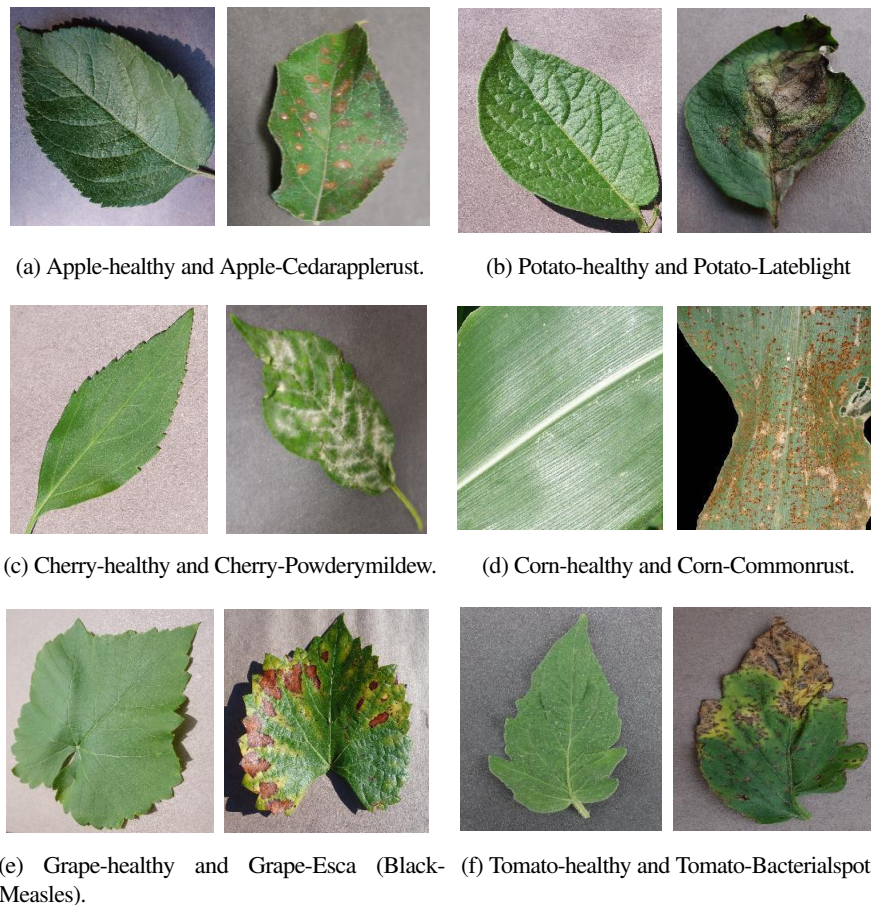 (a) Apple-healthy and Apple-Cedarapplerust.
(b) Potato-healthy and Potato-Lateblight
(c) Cherry-healthy and Cherry-Powderymildew.
(d) Corn-healthy and Corn-Commonrust.
(e) Grape-healthy and Grape-Esca (Black-
Measles).
(f) Tomato-healthy and Tomato-Bacterialspot